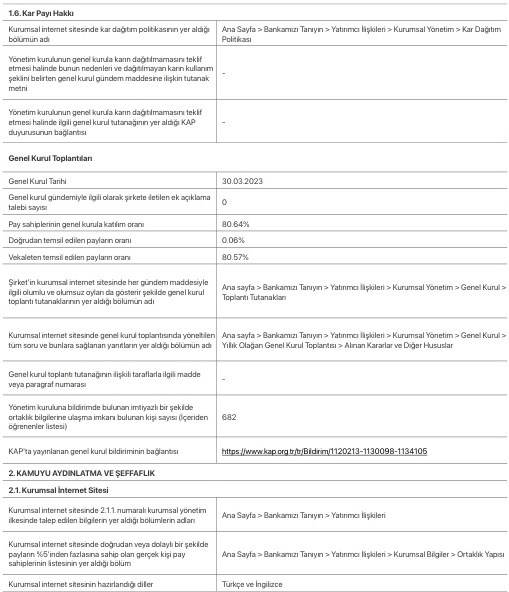 1.6. Kar Payı Hakkı
Kurumsal internet sitesinde kar dağıtım politikasının yer aldığı
bölümün adı
Ana Sayfa > Bankamızı Tanıyın > Yatırımcı İlişkileri > Kurumsal Yönetim > Kar Dağıtım
Politikası
Yönetim kurulunun genel kurula karın dağıtılmamasını teklif
etmesi halinde bunun nedenleri ve dağıtılmayan karın kullanım
şeklini belirten genel kurul gündem maddesine ilişkin tutanak
metni
-
Yönetim kurulunun genel kurula karın dağıtılmamasını teklif
etmesi halinde ilgili genel kurul tutanağının yer aldığı KAP
duyurusunun bağlantısı
-
Genel Kurul Toplantıları
Genel Kurul Tarihi
30.03.2023
Genel kurul gündemiyle ilgili olarak şirkete iletilen ek açıklama
talebi sayısı
0
Pay sahiplerinin genel kurula katılım oranı
80.64%
Doğrudan temsil edilen payların oranı
0.06%
Vekaleten temsil edilen payların oranı
80.57%
Şirket'in kurumsal internet sitesinde her gündem maddesiyle
ilgili olumlu ve olumsuz oyları da gösterir şekilde genel kurul
toplantı tutanaklarının yer aldığı bölümün adı
Ana sayfa > Bankamızı Tanıyın > Yatırımcı İlişkileri > Kurumsal Yönetim > Genel Kurul >
Toplantı Tutanakları
Kurumsal internet sitesinde genel kurul toplantısında yöneltilen
tüm soru ve bunlara sağlanan yanıtların yer aldığı bölümün adı
Ana sayfa > Bankamızı Tanıyın > Yatırımcı İlişkileri > Kurumsal Yönetim > Genel Kurul >
Yıllık Olağan Genel Kurul Toplantısı > Alınan Kararlar ve Diğer Hususlar
Genel kurul toplantı tutanağının ilişkili taraflarla ilgili madde
veya paragraf numarası
-
Yönetim kuruluna bildirimde bulunan imtiyazlı bir şekilde
ortaklık bilgilerine ulaşma imkanı bulunan kişi sayısı (İçeriden
öğrenenler listesi)
682
KAP'ta yayınlanan genel kurul bildiriminin bağlantısı
https://www.kap.org.tr/tr/Bildirim/1120213-1130098-1134105
2. KAMUYU AYDINLATMA VE ŞEFFAFLIK
2.1. Kurumsal İnternet Sitesi
Kurumsal internet sitesinde 2.1.1. numaralı kurumsal yönetim
ilkesinde talep edilen bilgilerin yer aldığı bölümlerin adları
Ana Sayfa > Bankamızı Tanıyın > Yatırımcı İlişkileri
Kurumsal internet sitesinde doğrudan veya dolaylı bir şekilde
payların %5'inden fazlasına sahip olan gerçek kişi pay
sahiplerinin listesinin yer aldığı bölüm
Ana Sayfa > Bankamızı Tanıyın > Yatırımcı İlişkileri > Kurumsal Bilgiler > Ortaklık Yapısı
Kurumsal internet sitesinin hazırlandığı diller
Türkçe ve İngilizce